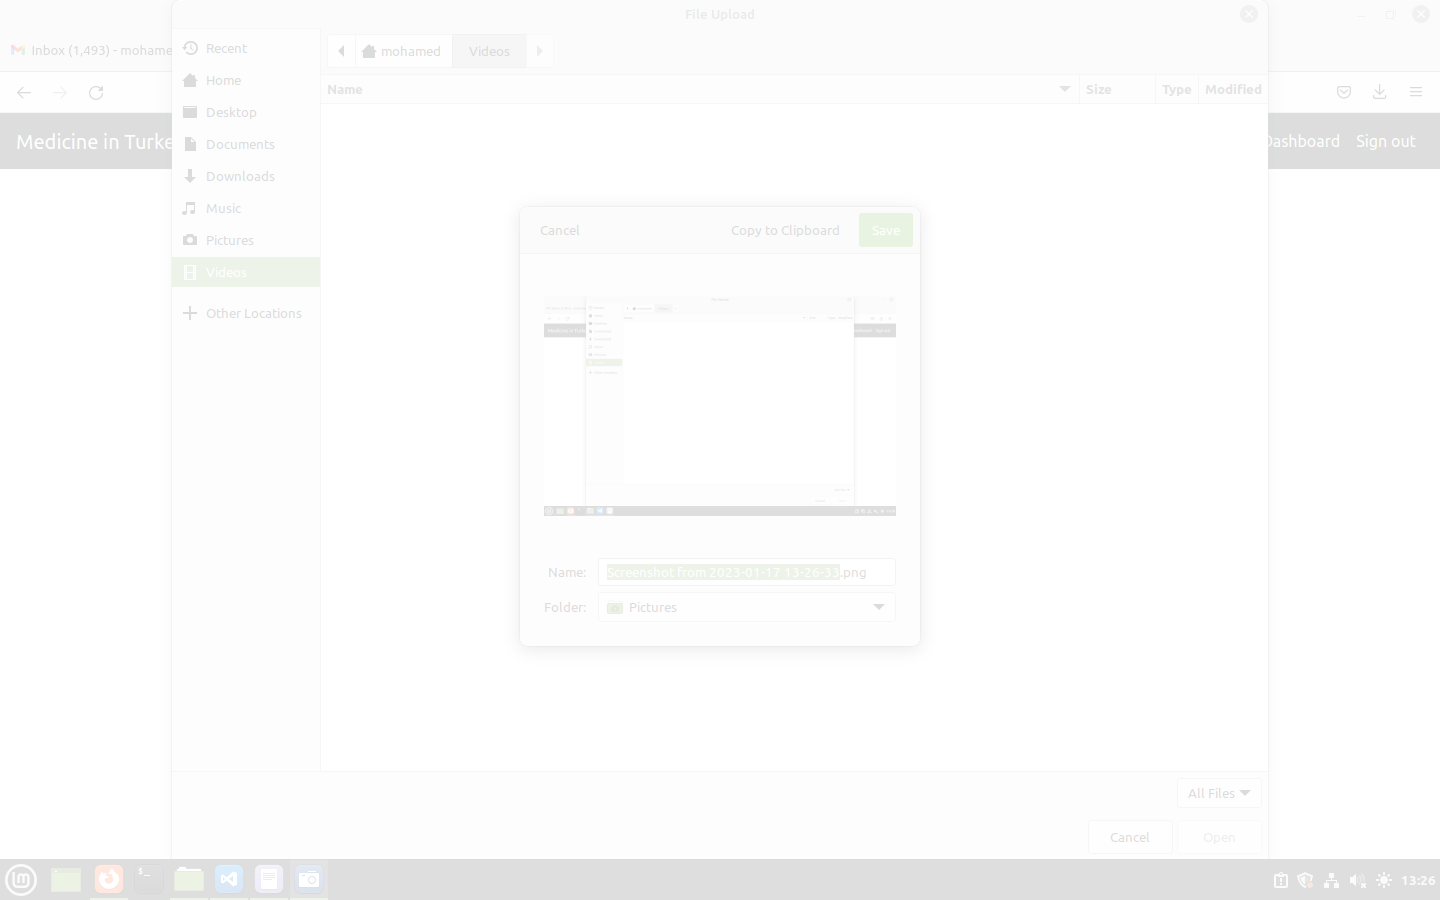 File Upload
Inbox (1,493) - mohame
Recent
mohamed
Videos
Home
Name
Size
Type
Modified
Desktop
Medicine in Turke
Dashboard
Sign out
Documents
Downloads
Music
Pictures
Videos
Other Locations
Cancel
Copy to Clipboard
Save
Name:
Screenshot from 2023-01-17 13-26-33.png
Folder:
Pictures
All Files
Cancel
Open
13:26